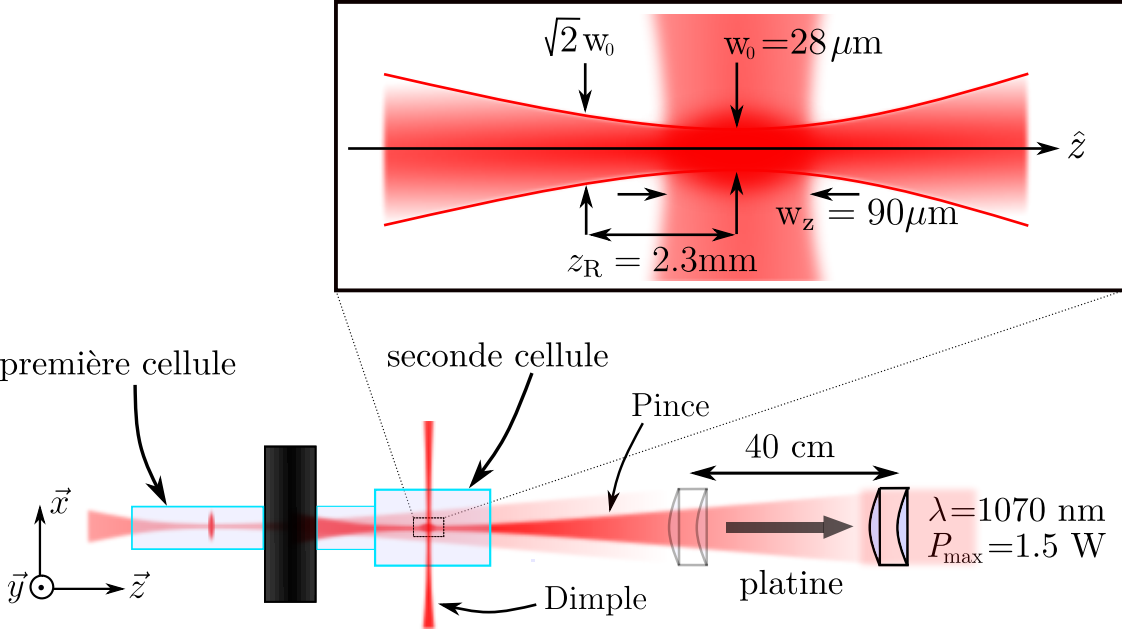 √2 w₀
w₀=28 μm
ẑ
w_z = 90μm
z_R = 2.3mm
première cellule
seconde cellule
Pince
40 cm
x⃗
λ=1070 nm
P_max=1.5 W
y⃗
z⃗
platine
Dimple